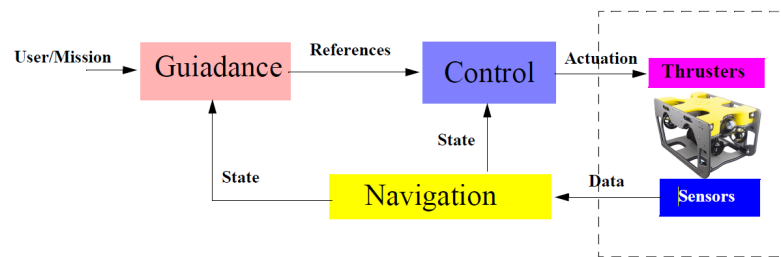 User/Mission
Guiadance
References
Control
Actuation
Thrusters
State
State
Navigation
Data
Sensors